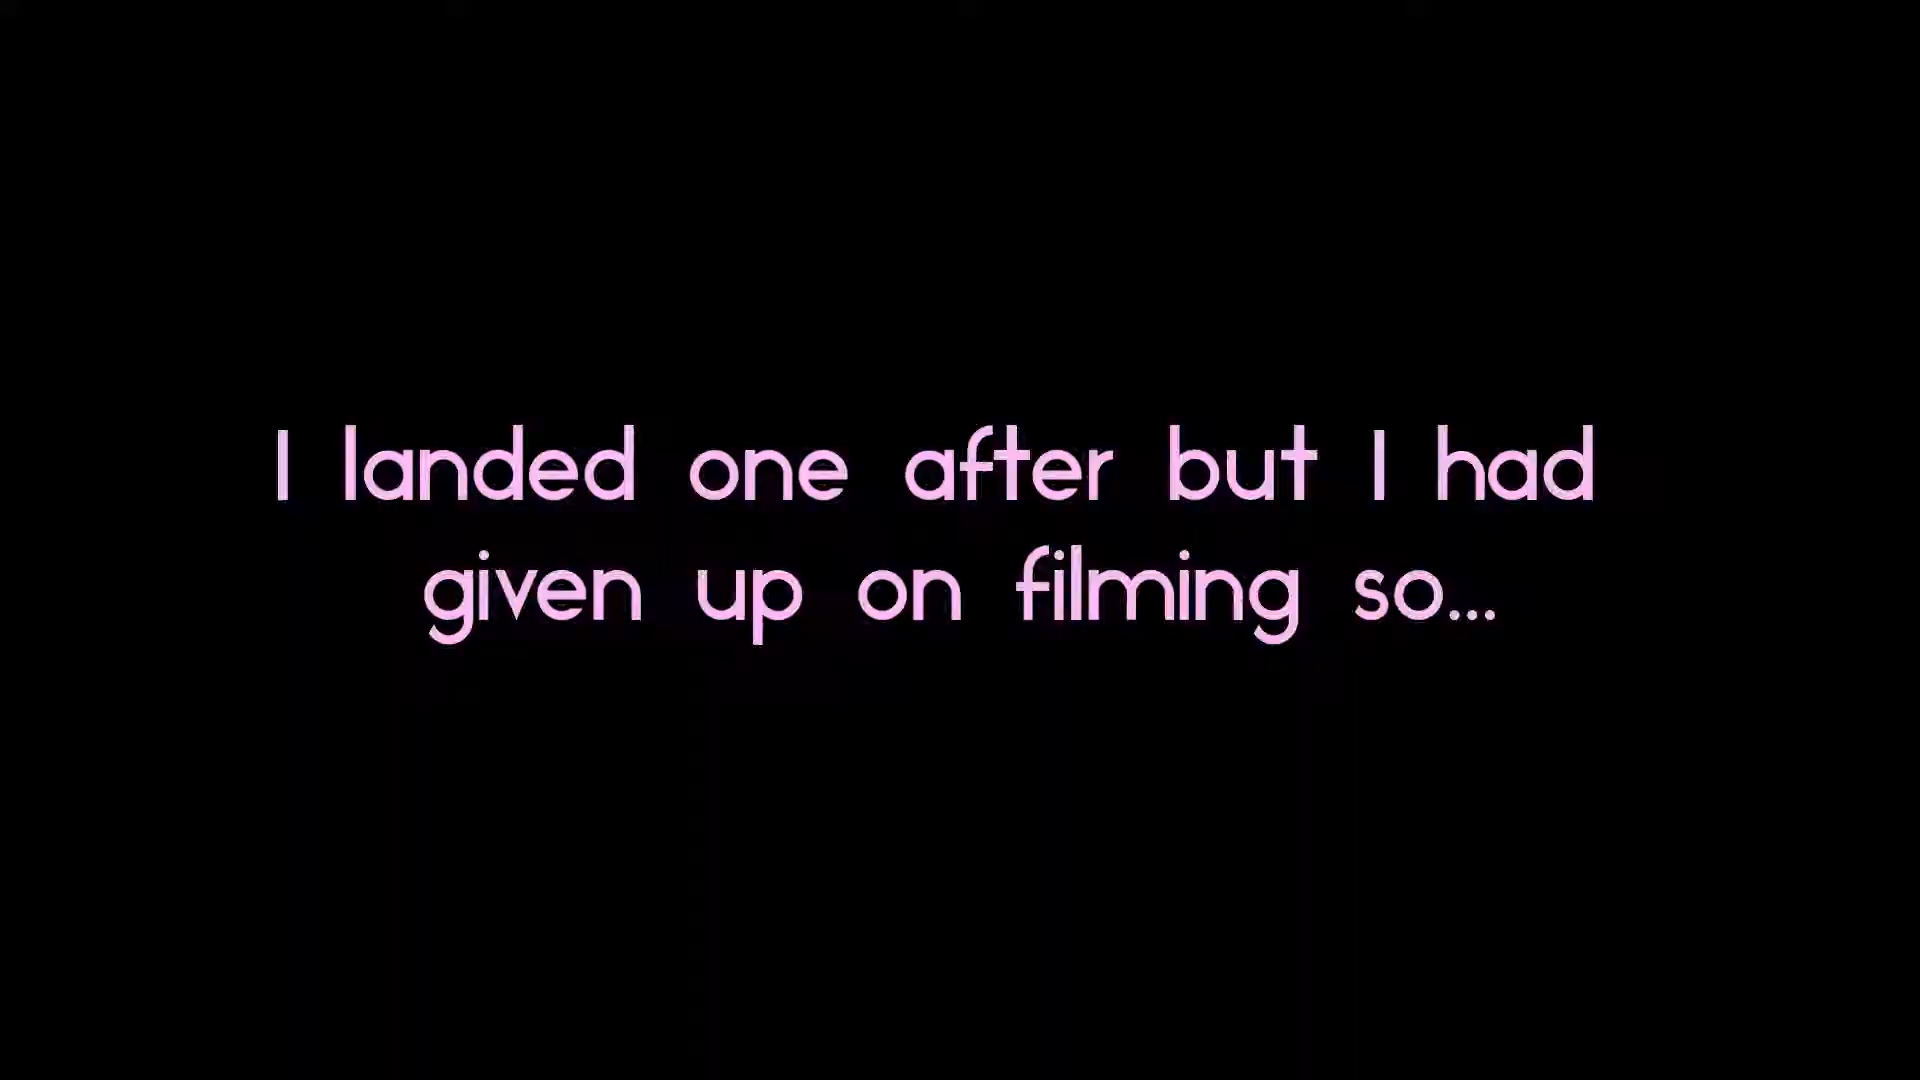 I landed one after but I had
given up on filming so...